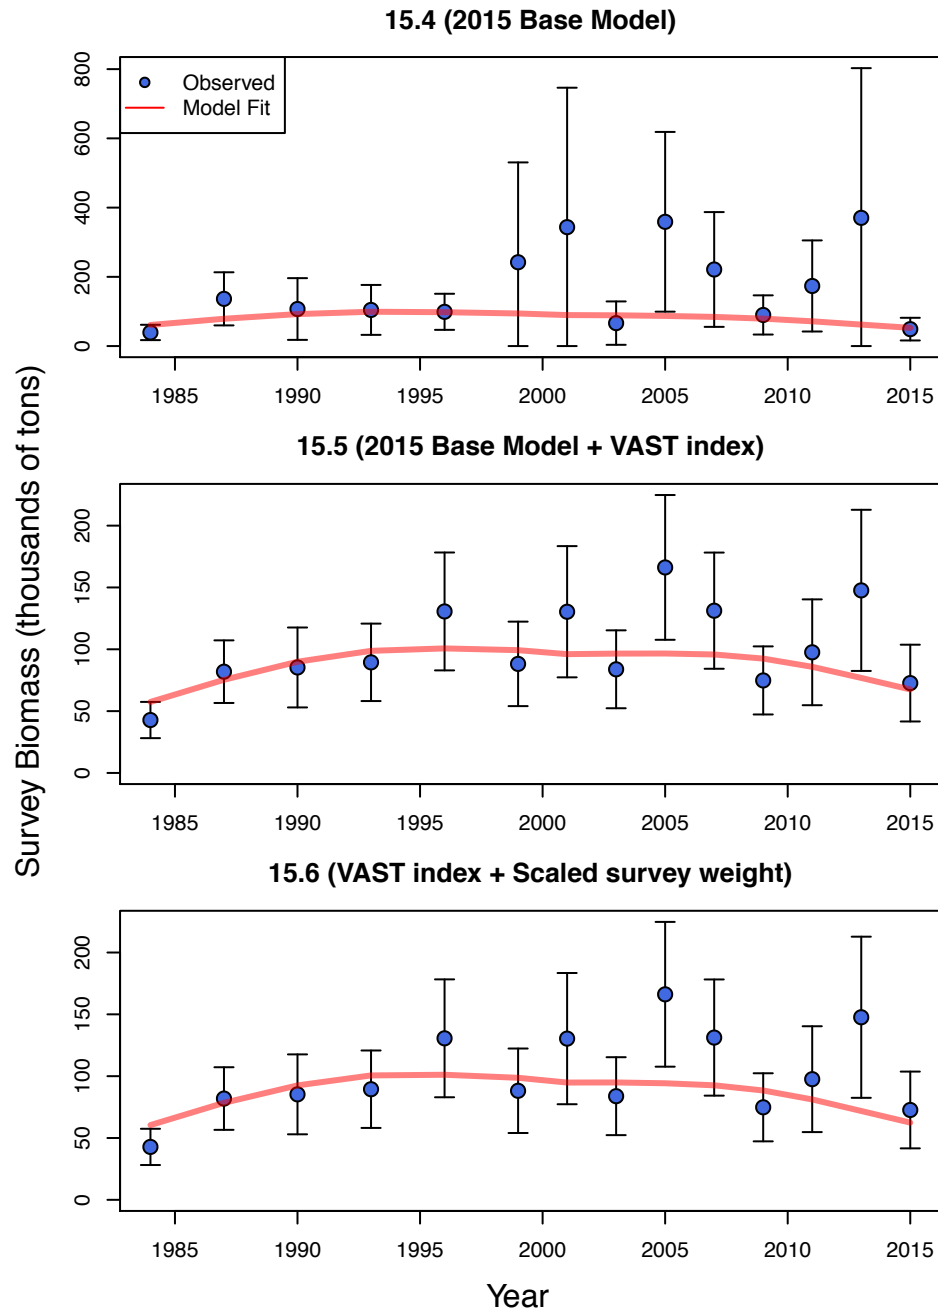 15.4 (2015 Base Model)
Observed
Model Fit
800
600
400
200
0
1985 1990 1995 2000 2005 2010 2015
Survey Biomass (thousands of tons)
15.5 (2015 Base Model + VAST index)
200
150
100
50
0
1985 1990 1995 2000 2005 2010 2015
15.6 (VAST index + Scaled survey weight)
200
150
100
50
0
1985 1990 1995 2000 2005 2010 2015
Year